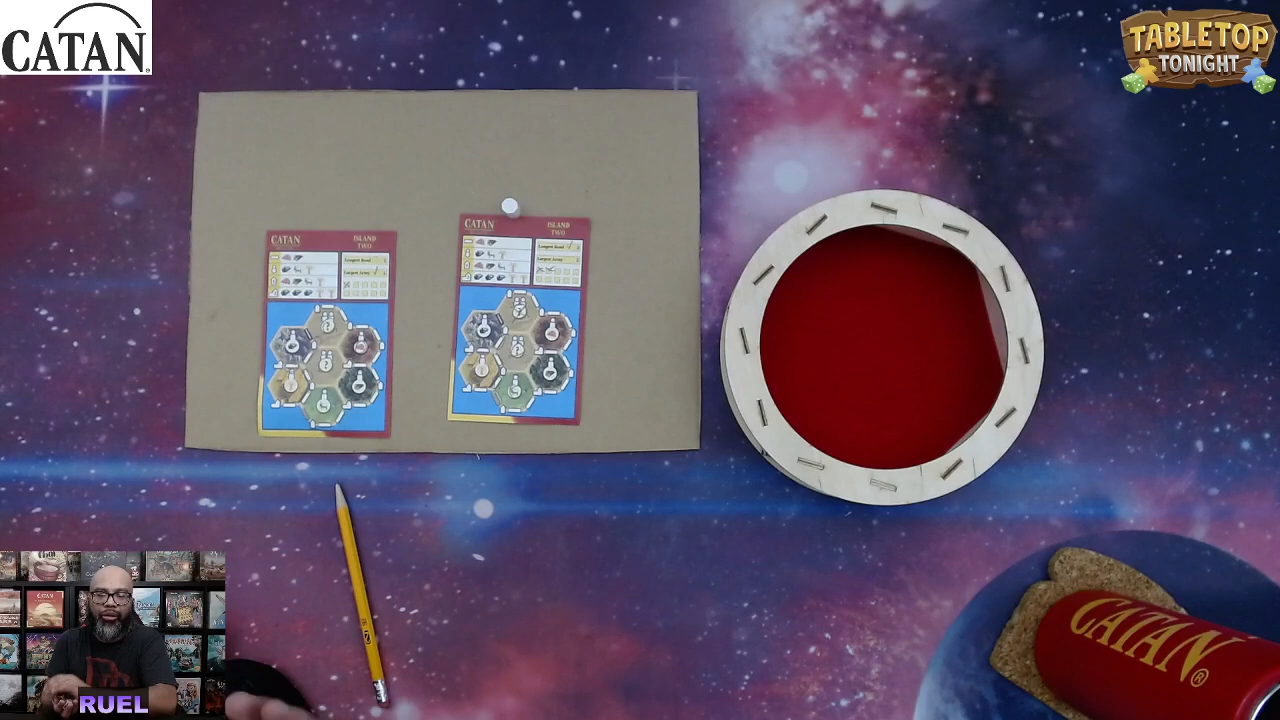 CATAN®
TABLETOP
TONIGHT
CATAN
ISLAND
TWO
Longest Road
Largest Army
CATAN
ISLAND
TWO
Longest Road
Largest Army
CATAN®
RUEL